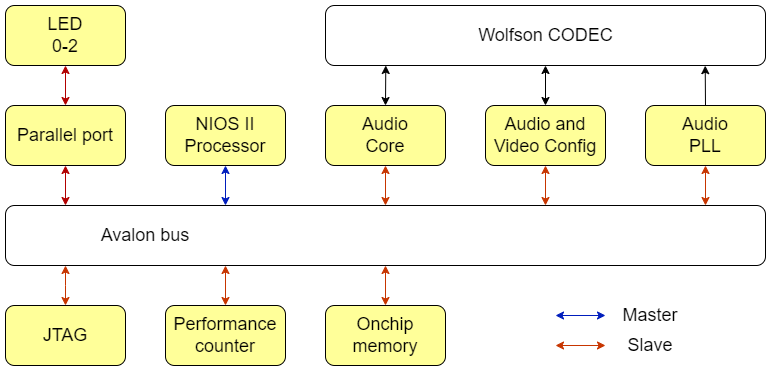 LED
0-2
Wolfson CODEC
Parallel port
NIOS II
Processor
Audio
Core
Audio and
Video Config
Audio
PLL
Avalon bus
JTAG
Performance
counter
Onchip
memory
Master
Slave